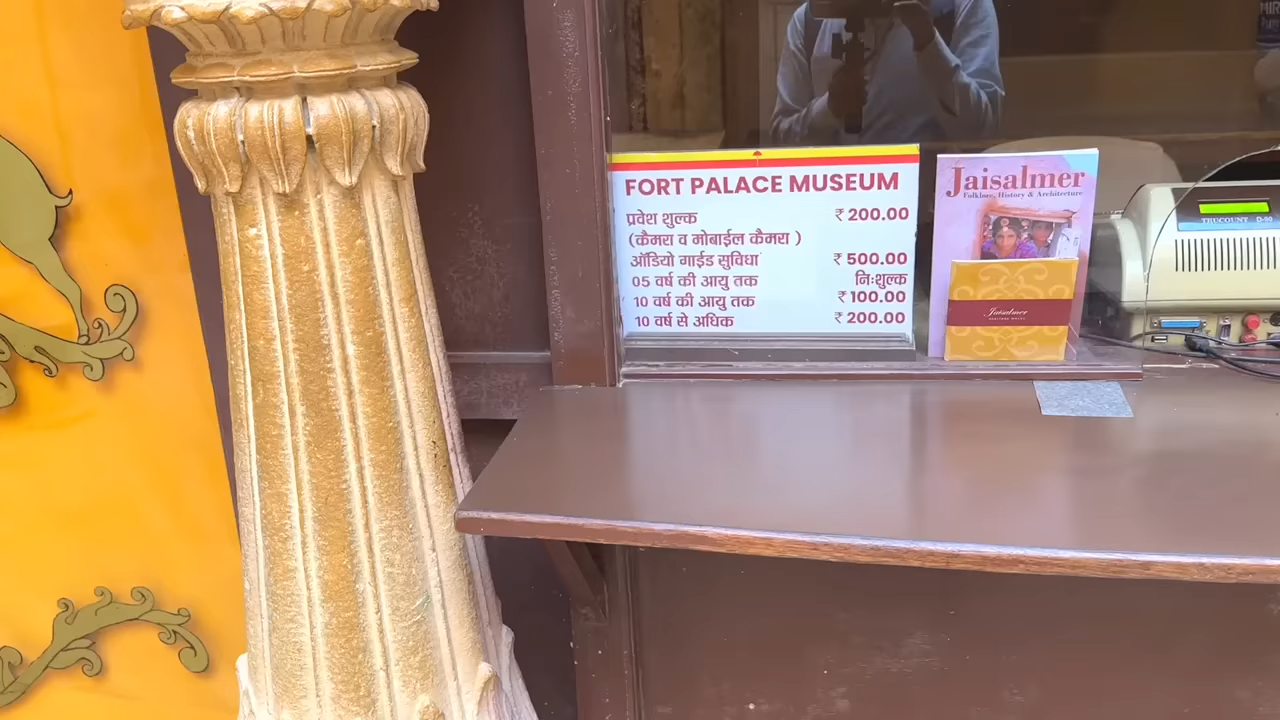 FORT PALACE MUSEUM
प्रवेश शुल्क ₹ 200.00
(कैमरा व मोबाईल कैमरा )
ऑडियो गाईड सुविधा ₹ 500.00
05 वर्ष की आयु तक निःशुल्क
10 वर्ष की आयु तक ₹ 100.00
10 वर्ष से अधिक ₹ 200.00
Jaisalmer
Folklore, History & Architecture
Jaisalmer
TRUCOUNT